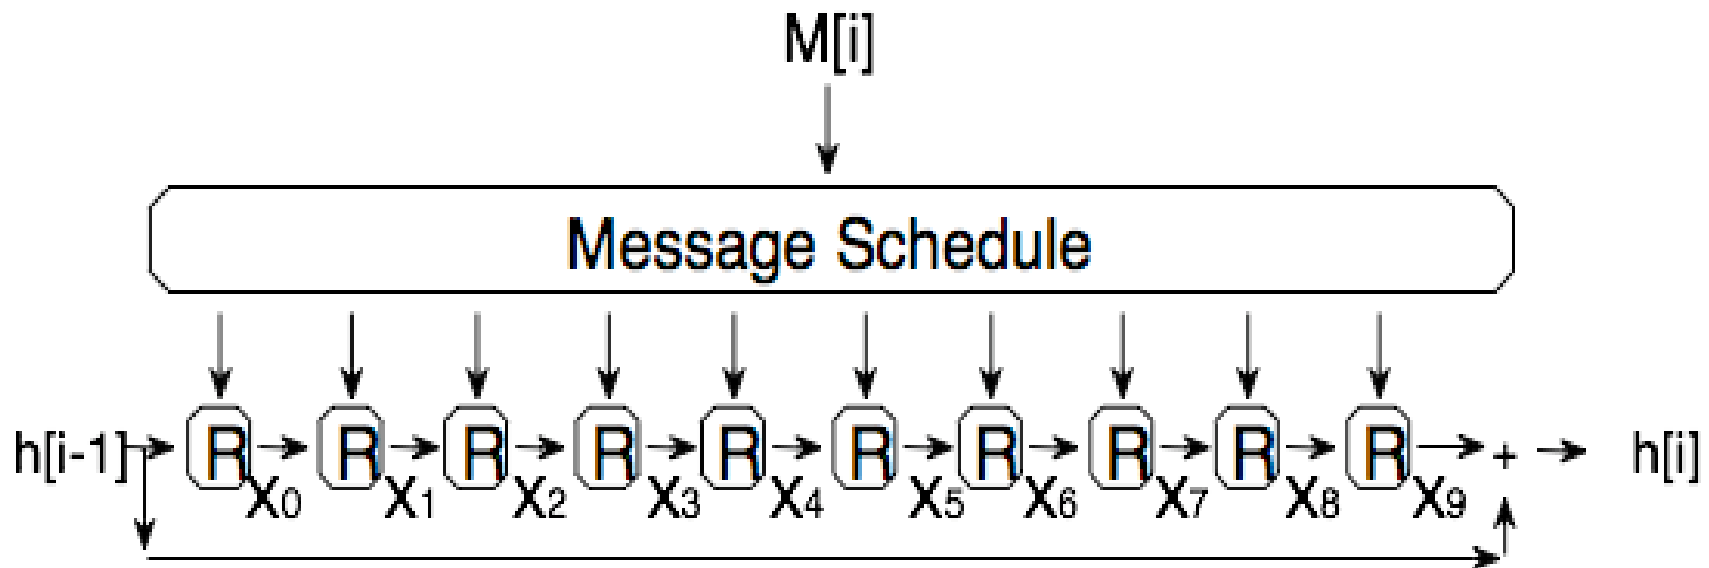 M[i]
Message Schedule
h[i-1] R R R R R R R R R R + h[i]
X0 X1 X2 X3 X4 X5 X6 X7 X8 X9